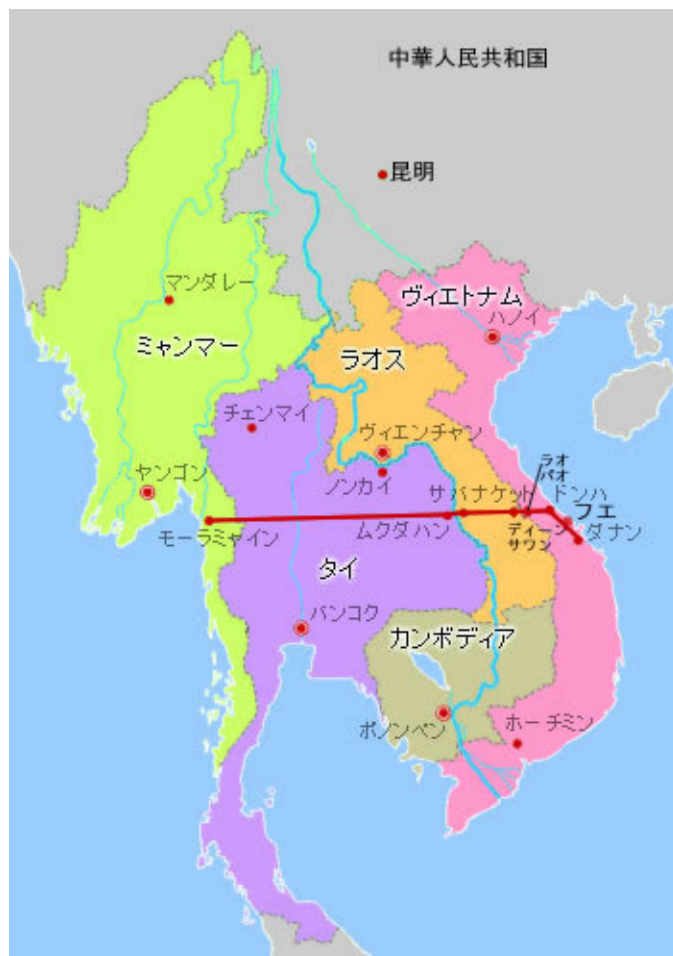 中華人民共和国
昆明
ヴィエトナム
マンダレー
ハノイ
ミャンマー
ラオス
チェンマイ
ヴィエンチャン
ラオ
バオ
ヤンゴン
ノンカイ
サバナケット
ドンハ
フエ
モーラミャイン
ムクダハン
ディーン
サワン
ダナン
タイ
バンコク
カンボディア
ポノンペン
ホーチミン